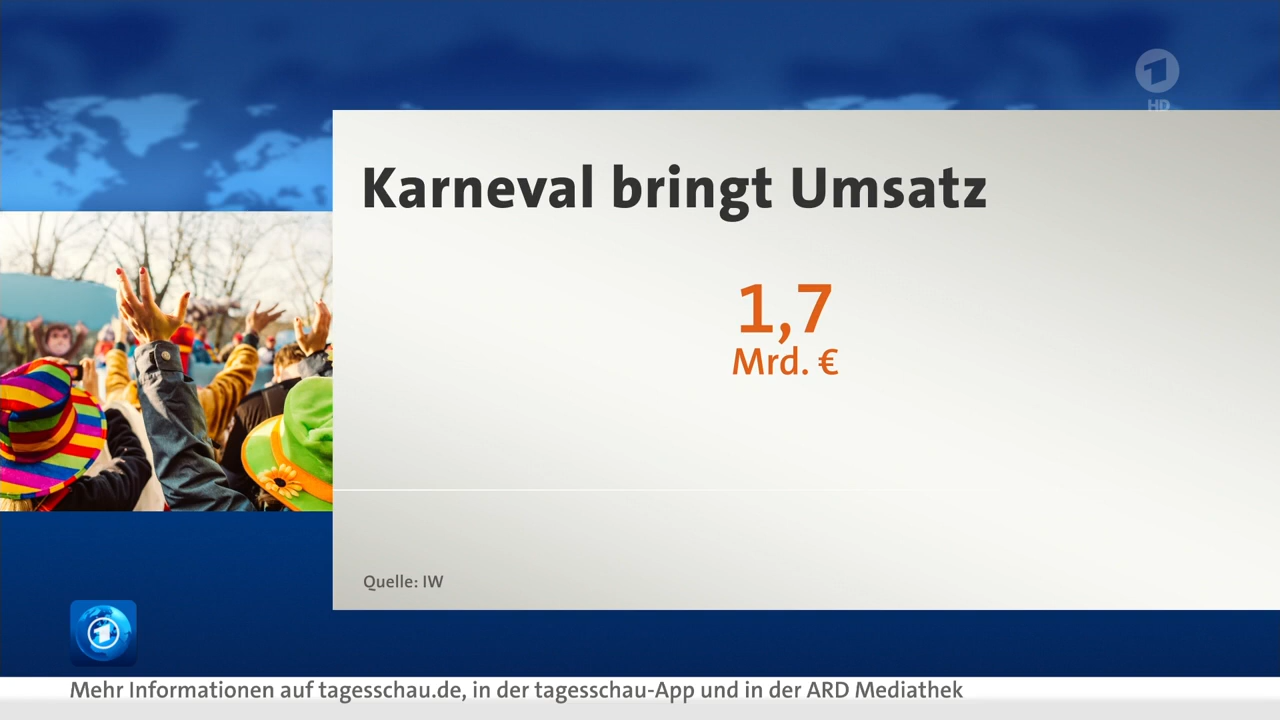 HD
Karneval bringt Umsatz
1,7
Mrd. €
Quelle: IW
Mehr Informationen auf tagesschau.de, in der tagesschau-App und in der ARD Mediathek